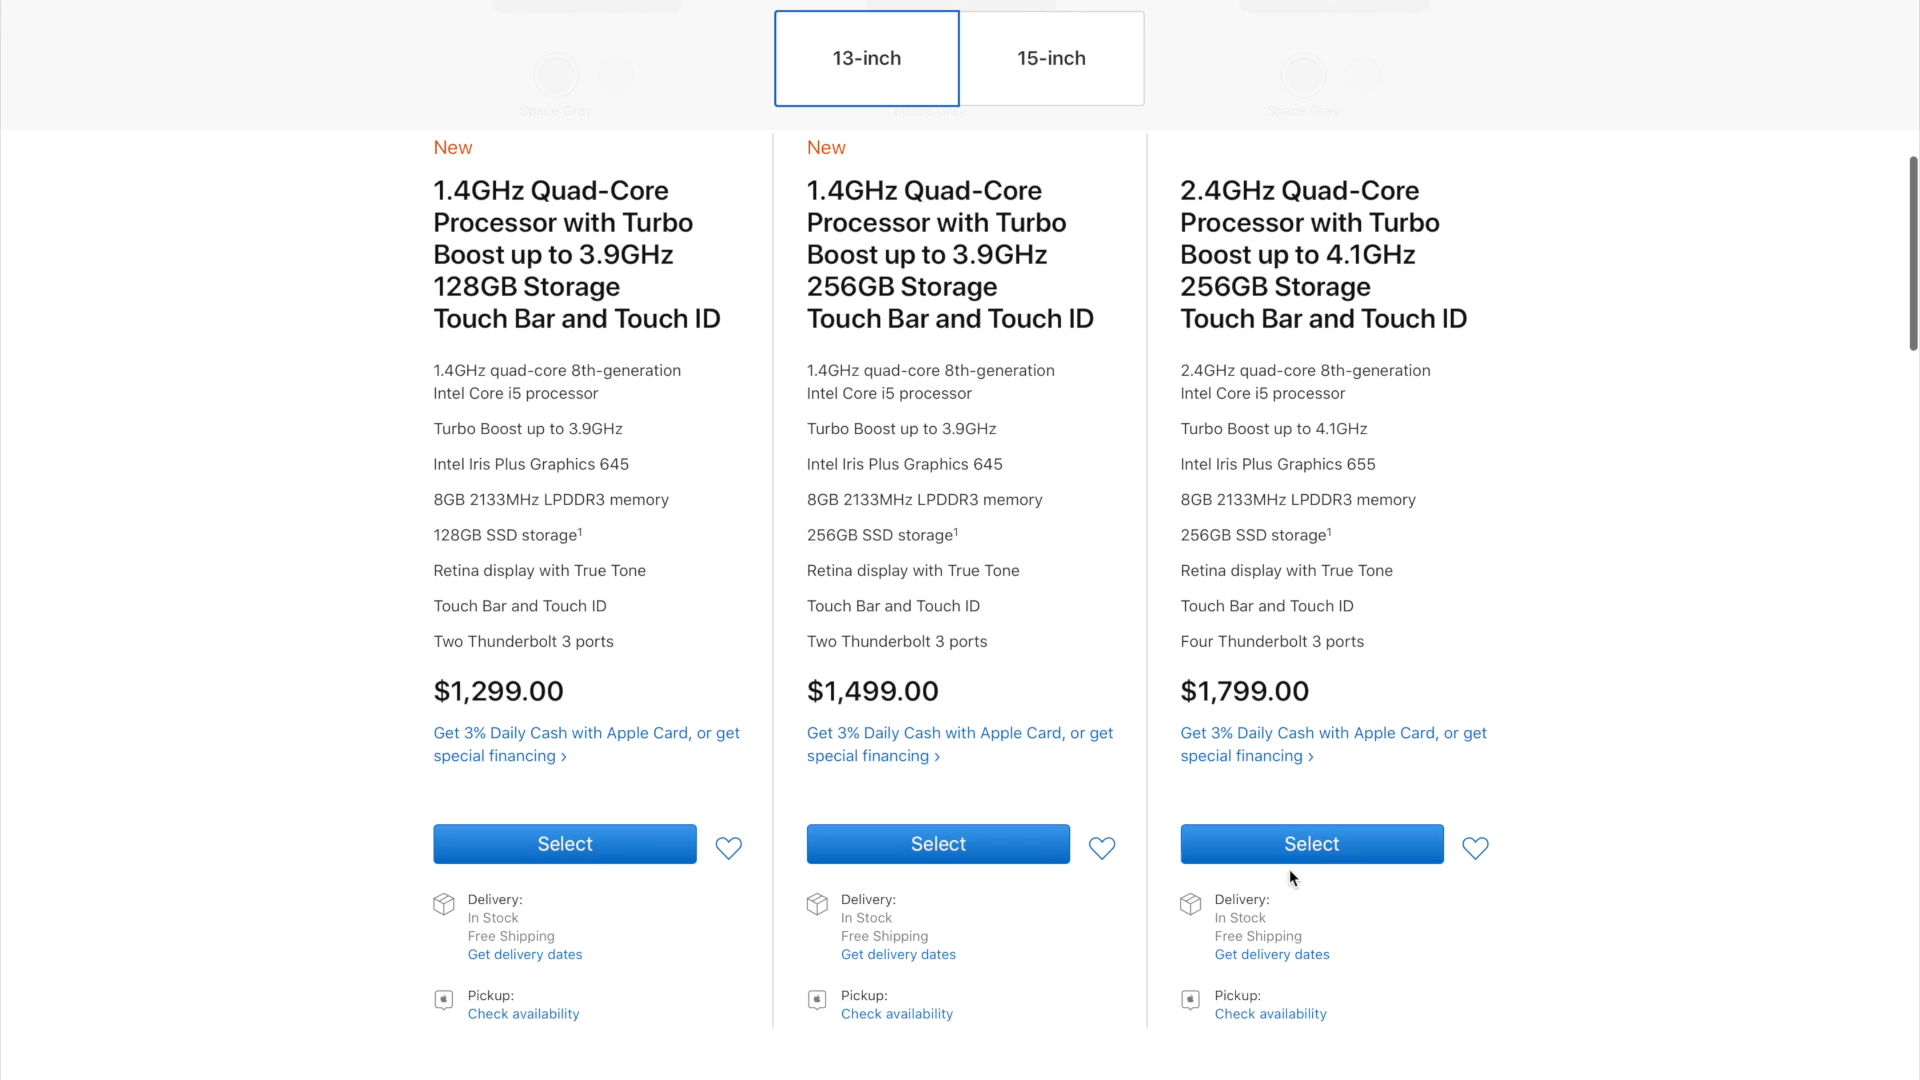 13-inch
15-inch
Space Gray
Space Gray
Space Gray
New
1.4GHz Quad-Core
Processor with Turbo
Boost up to 3.9GHz
128GB Storage
Touch Bar and Touch ID
1.4GHz quad-core 8th-generation
Intel Core i5 processor
Turbo Boost up to 3.9GHz
Intel Iris Plus Graphics 645
8GB 2133MHz LPDDR3 memory
128GB SSD storage¹
Retina display with True Tone
Touch Bar and Touch ID
Two Thunderbolt 3 ports
$1,299.00
Get 3% Daily Cash with Apple Card, or get
special financing ›
Select
Delivery:
In Stock
Free Shipping
Get delivery dates
Pickup:
Check availability
New
1.4GHz Quad-Core
Processor with Turbo
Boost up to 3.9GHz
256GB Storage
Touch Bar and Touch ID
1.4GHz quad-core 8th-generation
Intel Core i5 processor
Turbo Boost up to 3.9GHz
Intel Iris Plus Graphics 645
8GB 2133MHz LPDDR3 memory
256GB SSD storage¹
Retina display with True Tone
Touch Bar and Touch ID
Two Thunderbolt 3 ports
$1,499.00
Get 3% Daily Cash with Apple Card, or get
special financing ›
Select
Delivery:
In Stock
Free Shipping
Get delivery dates
Pickup:
Check availability
2.4GHz Quad-Core
Processor with Turbo
Boost up to 4.1GHz
256GB Storage
Touch Bar and Touch ID
2.4GHz quad-core 8th-generation
Intel Core i5 processor
Turbo Boost up to 4.1GHz
Intel Iris Plus Graphics 655
8GB 2133MHz LPDDR3 memory
256GB SSD storage¹
Retina display with True Tone
Touch Bar and Touch ID
Four Thunderbolt 3 ports
$1,799.00
Get 3% Daily Cash with Apple Card, or get
special financing ›
Select
Delivery:
In Stock
Free Shipping
Get delivery dates
Pickup:
Check availability